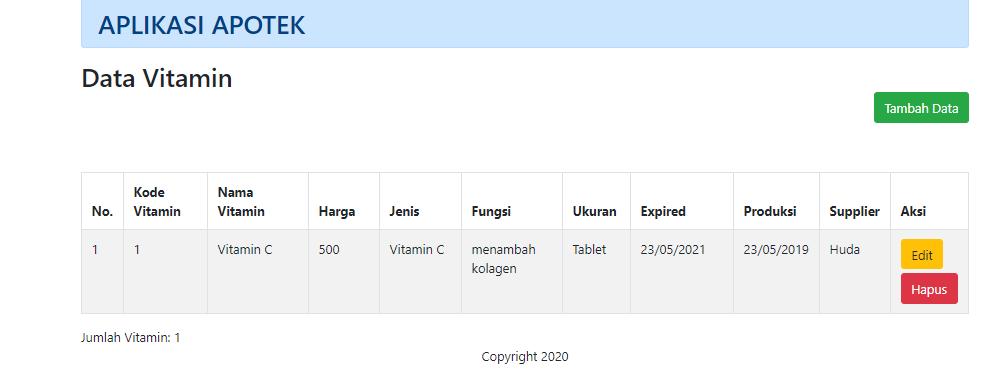 APLIKASI APOTEK
Data Vitamin
Tambah Data
No. Kode Vitamin Nama Vitamin Harga Jenis Fungsi Ukuran Expired Produksi Supplier Aksi
1 1 Vitamin C 500 Vitamin C menambah kolagen Tablet 23/05/2021 23/05/2019 Huda Edit
Hapus
Jumlah Vitamin: 1
Copyright 2020